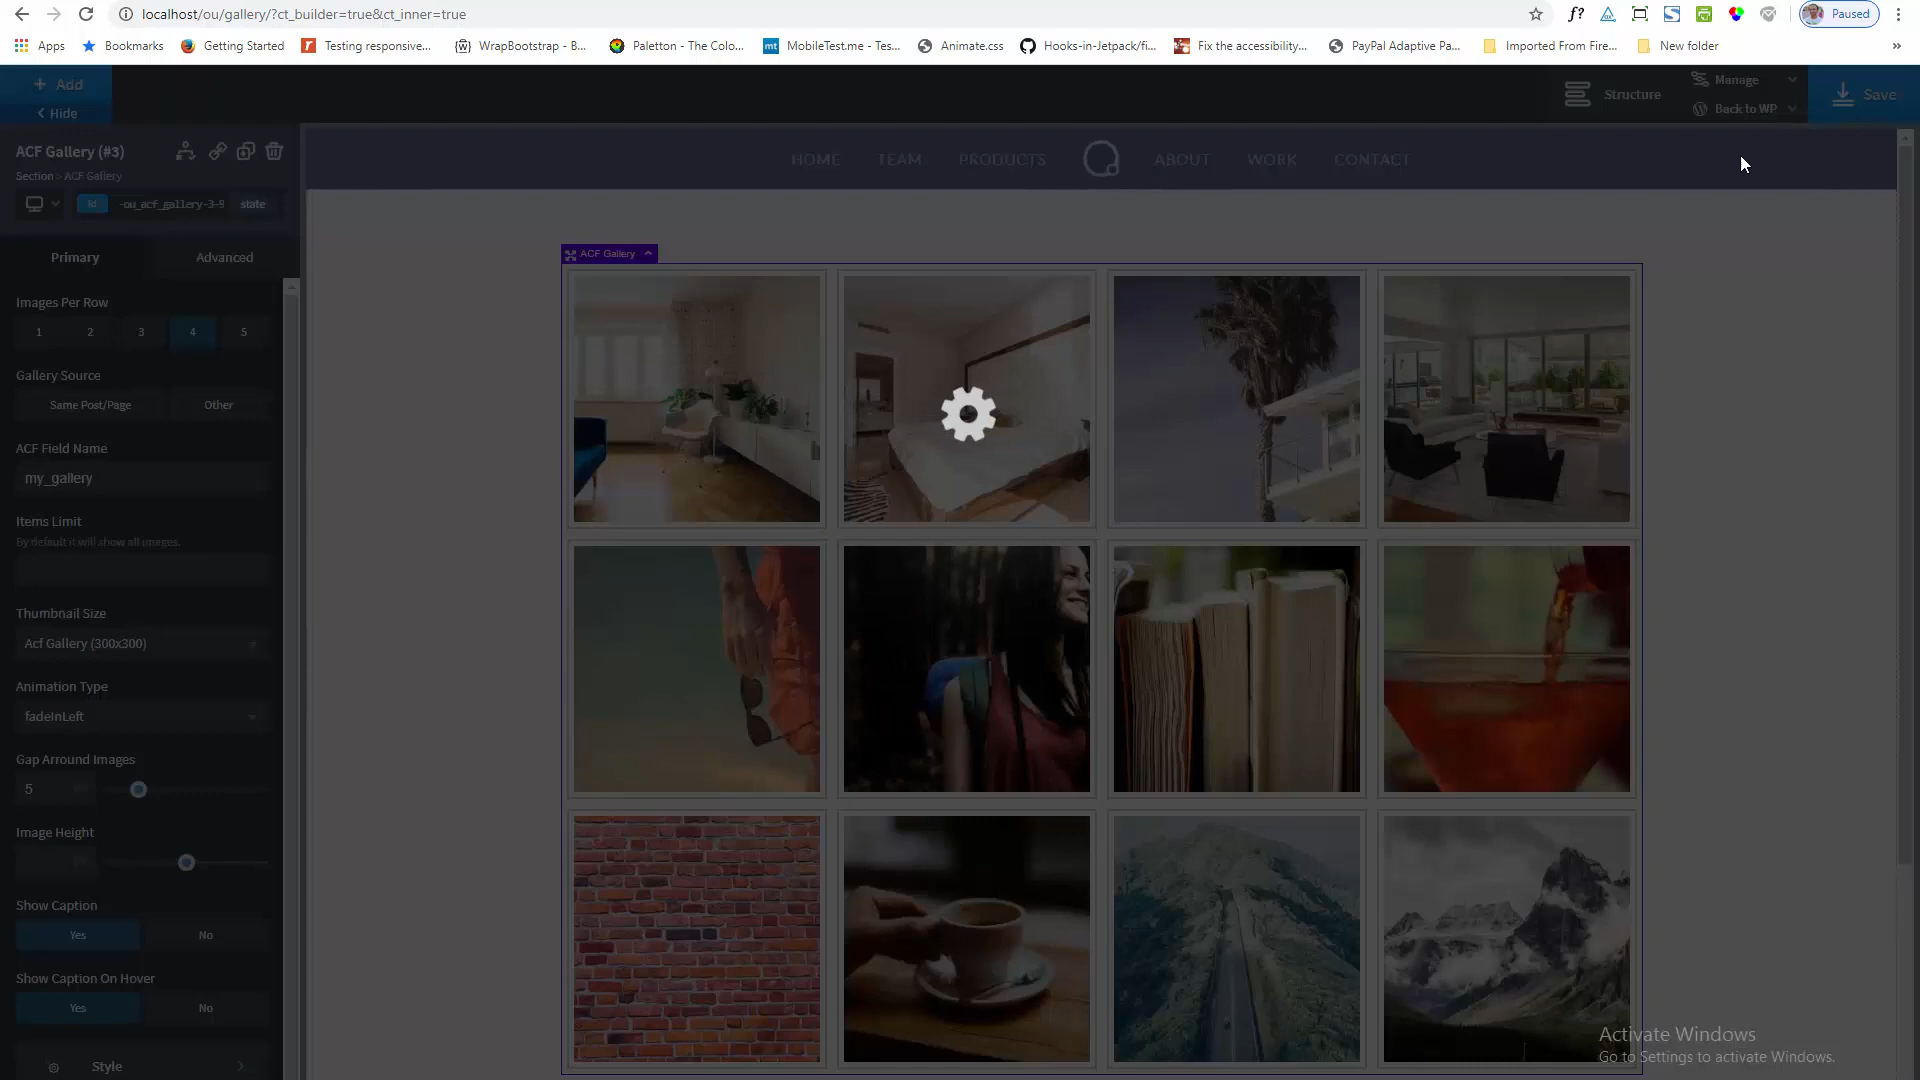 localhost/ou/gallery/?ct_builder=true&ct_inner=true
f?
Paused
Apps
Bookmarks
Getting Started
Testing responsive...
WrapBootstrap - B...
Paletton - The Colo...
mt
MobileTest.me - Tes...
Animate.css
Hooks-in-Jetpack/fi...
Fix the accessibility...
PayPal Adaptive Pa...
Imported From Fire...
New folder
»
+ Add
Hide
Structure
Manage
Back to WP
Save
ACF Gallery (#3)
Section > ACF Gallery
id
-ou_acf_gallery-3-9
state
HOME
TEAM
PRODUCTS
ABOUT
WORK
CONTACT
Primary
Advanced
ACF Gallery
Images Per Row
1
2
3
4
5
Gallery Source
Same Post/Page
Other
ACF Field Name
my_gallery
Items Limit
By default it will show all images.
Thumbnail Size
Acf Gallery (300x300)
Animation Type
fadeInLeft
Gap Arround Images
5
Image Height
Show Caption
Yes
No
Show Caption On Hover
Yes
No
Style
Activate Windows
Go to Settings to activate Windows.